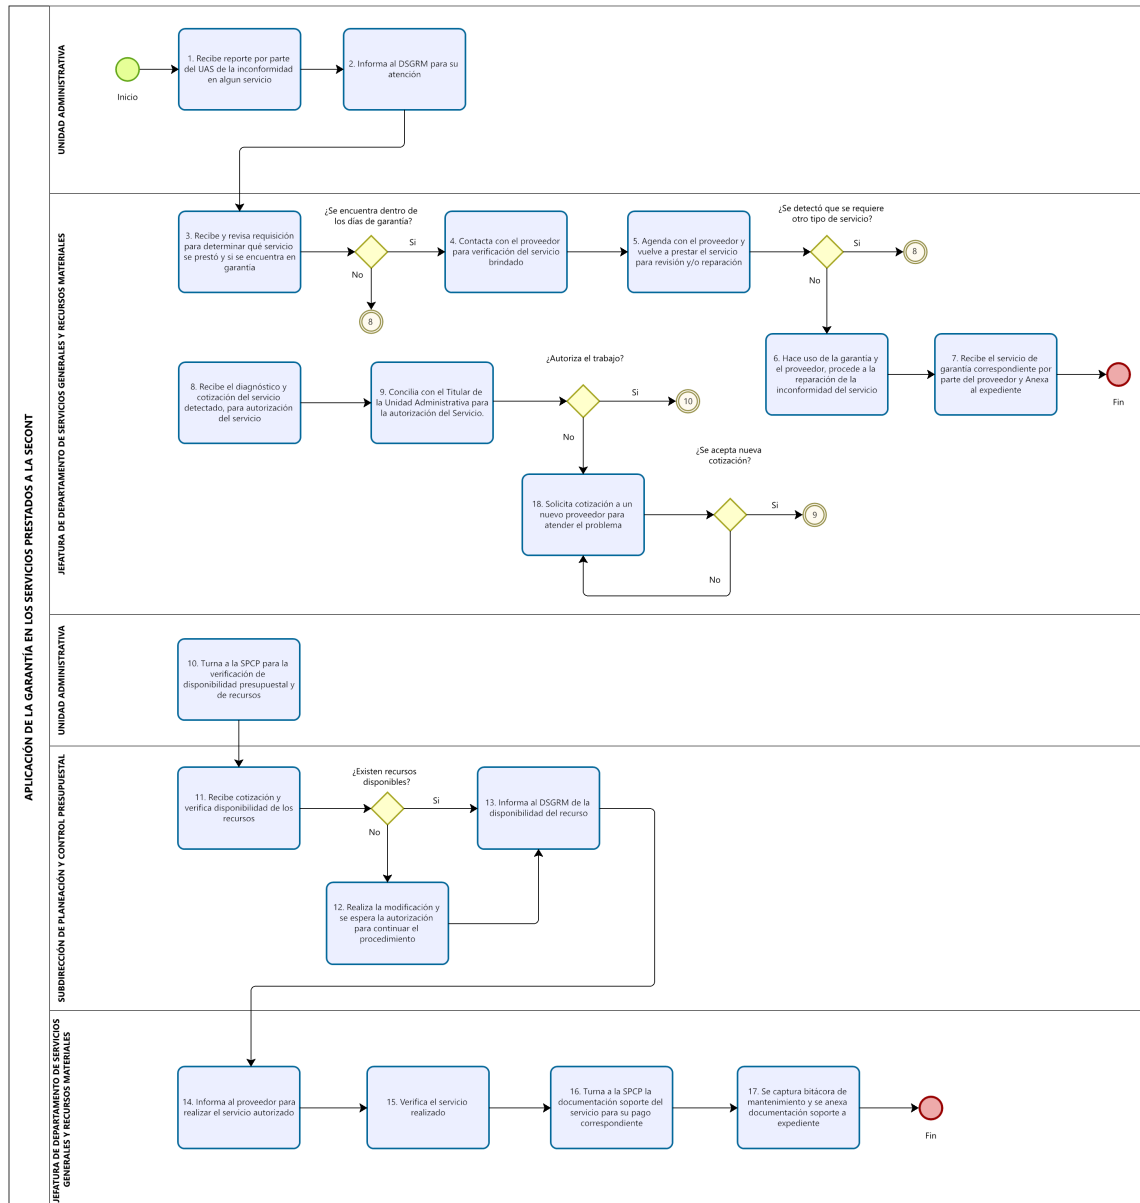 APLICACIÓN DE LA GARANTÍA EN LOS SERVICIOS PRESTADOS A LA SECONT
UNIDAD ADMINISTRATIVA
Inicio
1. Recibe reporte por parte
del UAS de la inconformidad
en algun servicio
2. Informa al DSGRM para su
atención
JEFATURA DE DEPARTAMENTO DE SERVICIOS GENERALES Y RECURSOS MATERIALES
3. Recibe y revisa requisición
para determinar qué servicio
se prestó y si se encuentra en
garantía
¿Se encuentra dentro de
los días de garantía?
Si
No
8
4. Contacta con el proveedor
para verificación del servicio
brindado
5. Agenda con el proveedor y
vuelve a prestar el servicio
para revisión y/o reparación
¿Se detectó que se requiere
otro tipo de servicio?
Si
8
No
6. Hace uso de la garantía y
el proveedor, procede a la
reparación de la
inconformidad del servicio
7. Recibe el servicio de
garantía correspondiente por
parte del proveedor y Anexa
al expediente
Fin
8. Recibe el diagnóstico y
cotización del servicio
detectado, para autorización
del servicio
9. Concilia con el Titular de
la Unidad Administrativa para
la autorización del Servicio.
¿Autoriza el trabajo?
Si
10
No
18. Solicita cotización a un
nuevo proveedor para
atender el problema
¿Se acepta nueva
cotización?
Si
9
No
UNIDAD ADMINISTRATIVA
10. Turna a la SPCP para la
verificación de
disponibilidad presupuestal y
de recursos
SUBDIRECCIÓN DE PLANEACIÓN Y CONTROL PRESUPUESTAL
11. Recibe cotización y
verifica disponibilidad de los
recursos
¿Existen recursos
disponibles?
Si
No
12. Realiza la modificación y
se espera la autorización
para continuar el
procedimiento
13. Informa al DSGRM de la
disponibilidad del recurso
JEFATURA DE DEPARTAMENTO DE SERVICIOS
GENERALES Y RECURSOS MATERIALES
14. Informa al proveedor para
realizar el servicio autorizado
15. Verifica el servicio
realizado
16. Turna a la SPCP la
documentación soporte del
servicio para su pago
correspondiente
17. Se captura bitácora de
mantenimiento y se anexa
documentación soporte a
expediente
Fin